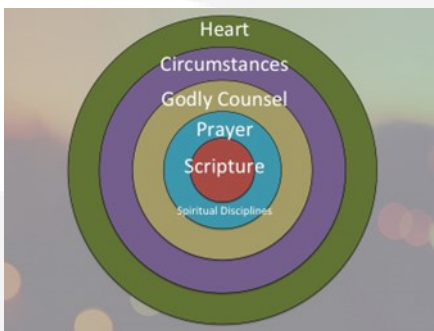 Heart
Circumstances
Godly Counsel
Prayer
Scripture
Spiritual Disciplines